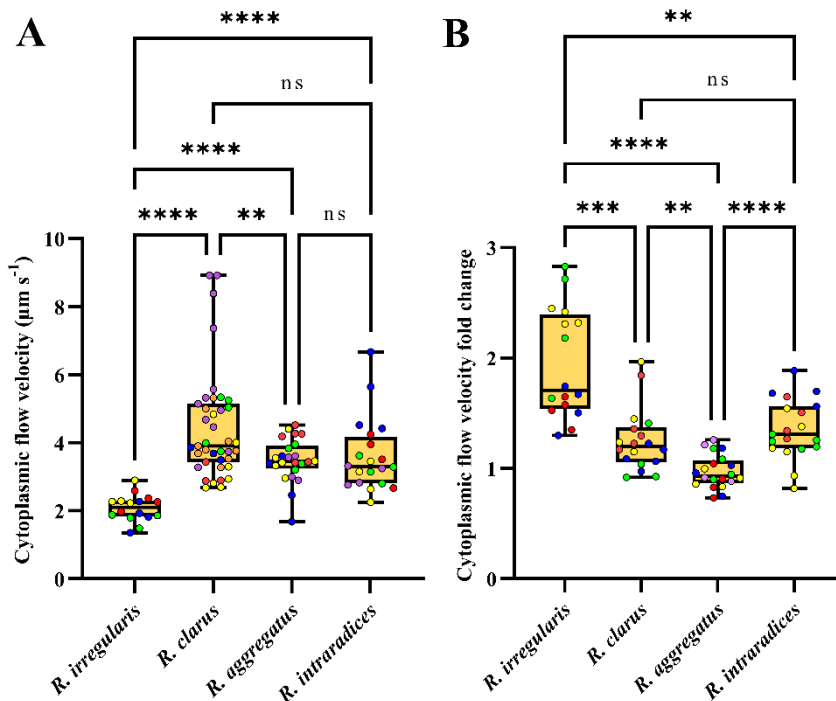 A
****
ns
****
****
**
ns
Cytoplasmic flow velocity (µm s⁻¹)
10
8
6
4
2
0
R. irregularis
R. clarus
R. aggregatus
R. intraradices
B
**
ns
****
***
**
****
Cytoplasmic flow velocity fold change
3
2
1
0
R. irregularis
R. clarus
R. aggregatus
R. intraradices